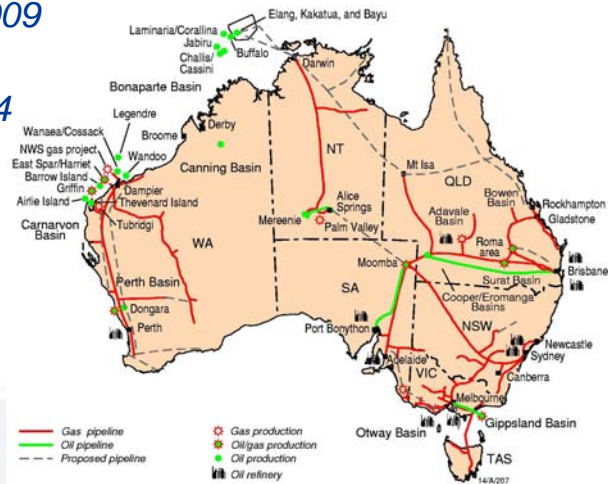 009
4
Elang, Kakatua, and Bayu
Laminaria/Corallina
Jabiru
Challis/
Cassini
Buffalo
Darwin
Bonaparte Basin
Legendre
Wanaea/Cossack
NWS gas project
East Spar/Harriet
Barrow Island
Griffin
Airlie Island
Broome
Derby
Wandoo
Dampier
Thevenard Island
Canning Basin
NT
Mt Isa
QLD
Bowen
Basin
Rockhampton
Gladstone
Carnarvon
Basin
Tubridgi
WA
Mereenie
Alice
Springs
Palm Valley
Adavale
Basin
Roma
area
Brisbane
Moomba
Surat Basin
Perth Basin
Dongara
Perth
SA
Cooper/Eromanga
Basins
NSW
Port Bonython
Newcastle
Sydney
Adelaide
VIC
Canberra
Melbourne
Otway Basin
Gippsland Basin
TAS
Gas pipeline
Oil pipeline
Proposed pipeline
Gas production
Oil/gas production
Oil production
Oil refinery
14/A/207